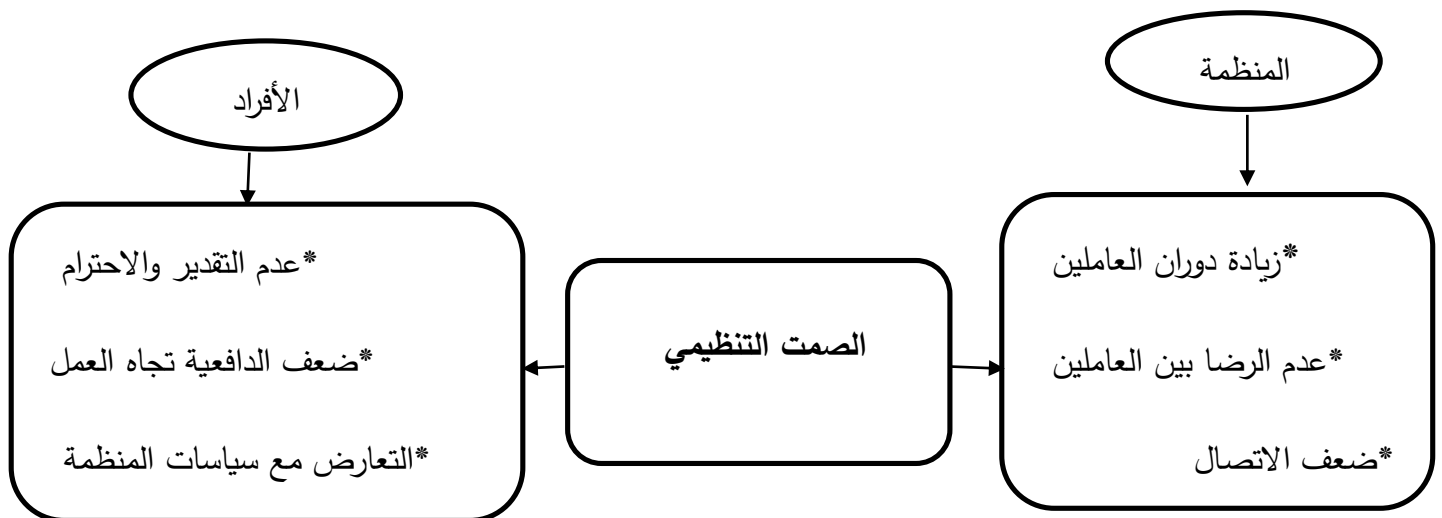 المنظمة
الأفراد
*زيادة دوران العاملين
*عدم الرضا بين العاملين
*ضعف الاتصال
الصمت التنظيمي
*عدم التقدير والاحترام
*ضعف الدافعية تجاه العمل
*التعارض مع سياسات المنظمة